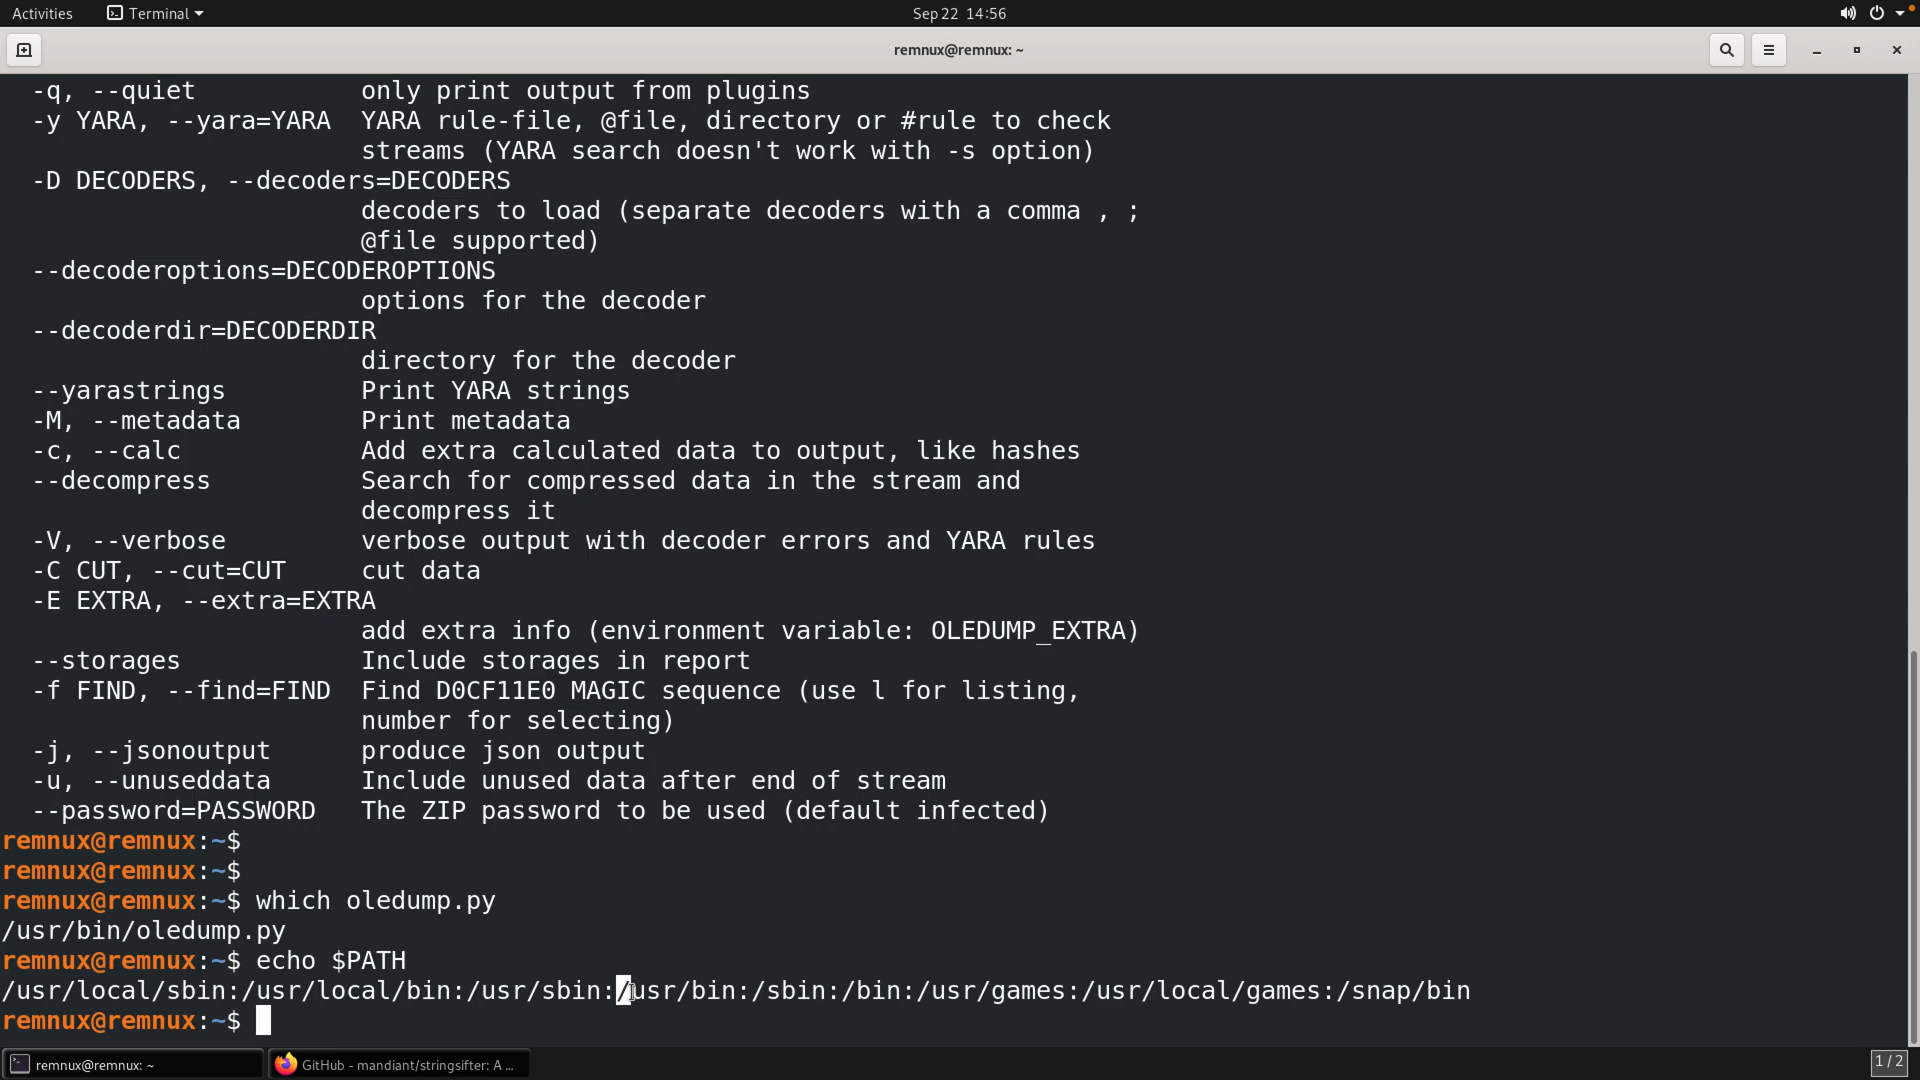 Activities
Terminal
Sep 22 14:56
remnux@remnux: ~
-q, --quiet only print output from plugins
-y YARA, --yara=YARA YARA rule-file, @file, directory or #rule to check
streams (YARA search doesn't work with -s option)
-D DECODERS, --decoders=DECODERS
decoders to load (separate decoders with a comma , ;
@file supported)
--decoderoptions=DECODEROPTIONS
options for the decoder
--decoderdir=DECODERDIR
directory for the decoder
--yarastrings Print YARA strings
-M, --metadata Print metadata
-c, --calc Add extra calculated data to output, like hashes
--decompress Search for compressed data in the stream and
decompress it
-V, --verbose verbose output with decoder errors and YARA rules
-C CUT, --cut=CUT cut data
-E EXTRA, --extra=EXTRA
add extra info (environment variable: OLEDUMP_EXTRA)
--storages Include storages in report
-f FIND, --find=FIND Find D0CF11E0 MAGIC sequence (use l for listing,
number for selecting)
-j, --jsonoutput produce json output
-u, --unuseddata Include unused data after end of stream
--password=PASSWORD The ZIP password to be used (default infected)
remnux@remnux:~$
remnux@remnux:~$
remnux@remnux:~$ which oledump.py
/usr/bin/oledump.py
remnux@remnux:~$ echo $PATH
/usr/local/sbin:/usr/local/bin:/usr/sbin:/usr/bin:/sbin:/bin:/usr/games:/usr/local/games:/snap/bin
remnux@remnux:~$
remnux@remnux: ~
GitHub - mandiant/stringsifter: A ...
1 / 2